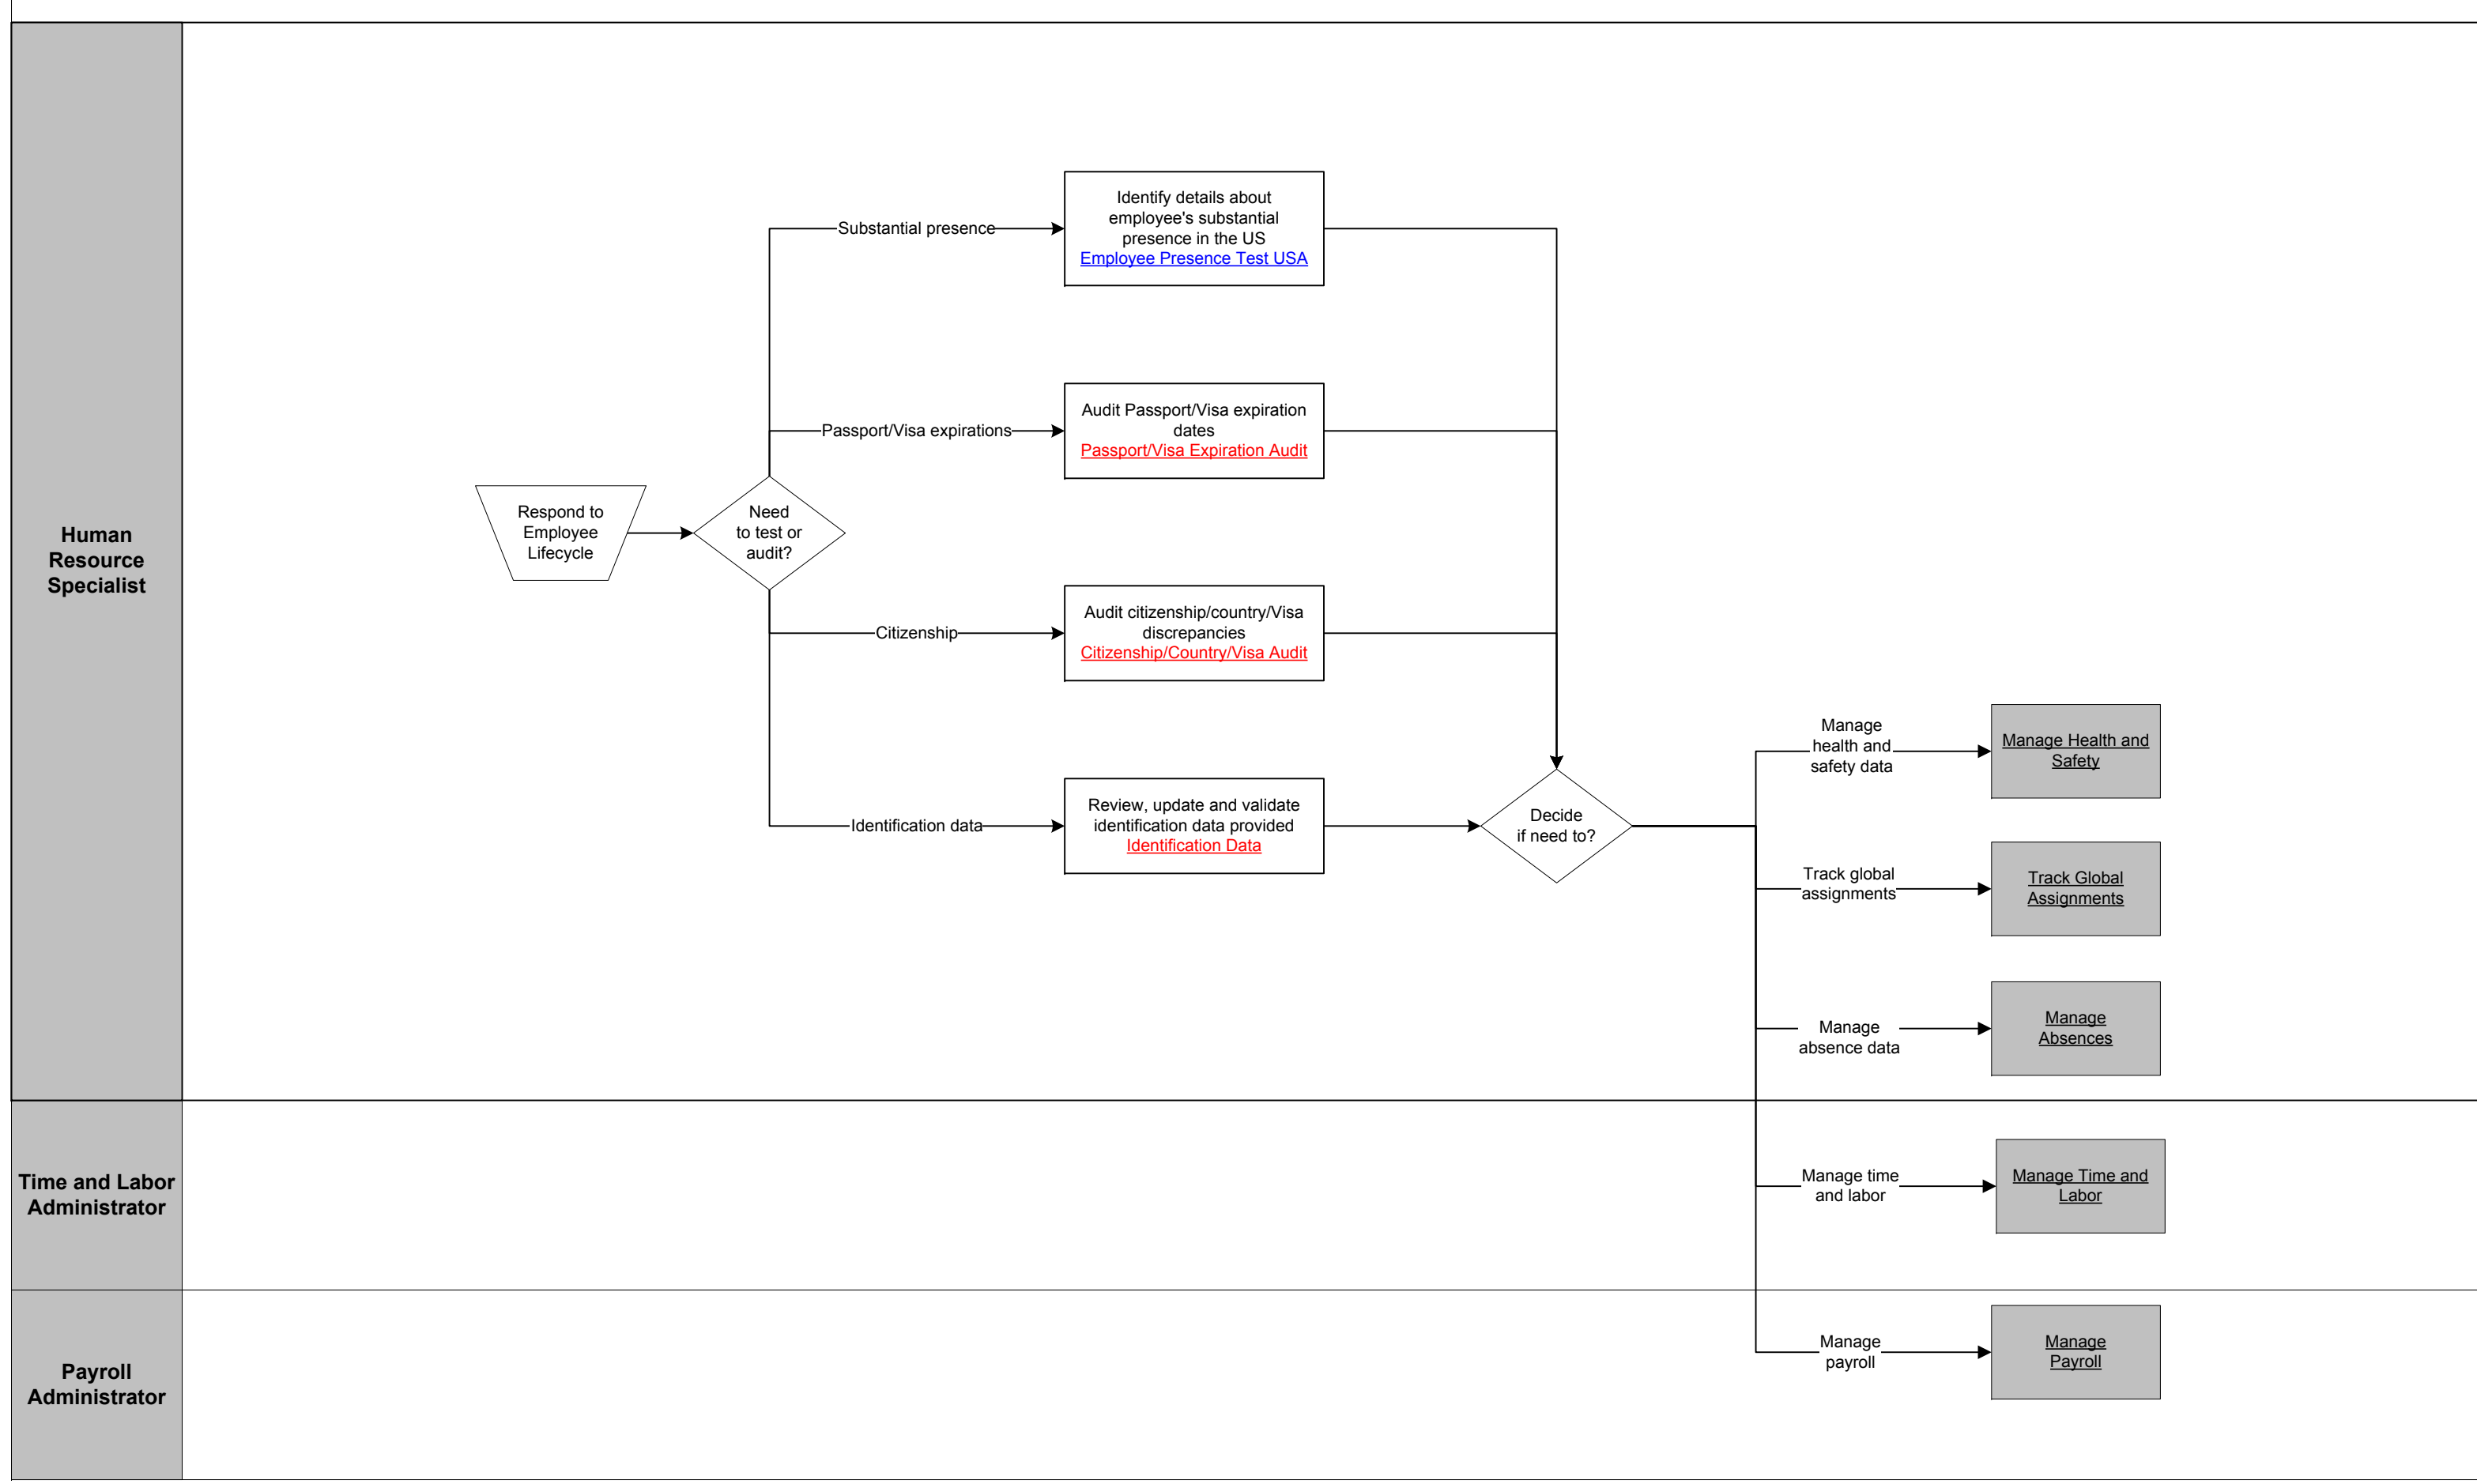 Human
Resource
Specialist
Respond to
Employee
Lifecycle
Need
to test or
audit?
Substantial presence
Identify details about
employee's substantial
presence in the US
Employee Presence Test USA
Passport/Visa expirations
Audit Passport/Visa expiration
dates
Passport/Visa Expiration Audit
Citizenship
Audit citizenship/country/Visa
discrepancies
Citizenship/Country/Visa Audit
Identification data
Review, update and validate
identification data provided
Identification Data
Decide
if need to?
Manage
health and
safety data
Manage Health and
Safety
Track global
assignments
Track Global
Assignments
Manage
absence data
Manage
Absences
Time and Labor
Administrator
Manage time
and labor
Manage Time and
Labor
Payroll
Administrator
Manage
payroll
Manage
Payroll